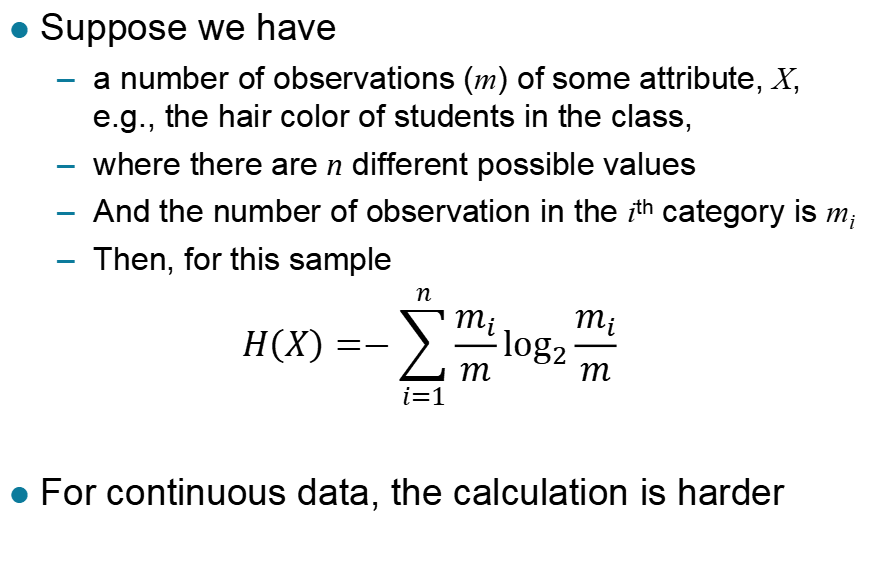 ● Suppose we have
– a number of observations (m) of some attribute, X,
e.g., the hair color of students in the class,
– where there are n different possible values
– And the number of observation in the iᵗʰ category is mᵢ
– Then, for this sample
H(X) =− ∑ⁿᵢ₌₁ mᵢ/m log₂ mᵢ/m
● For continuous data, the calculation is harder